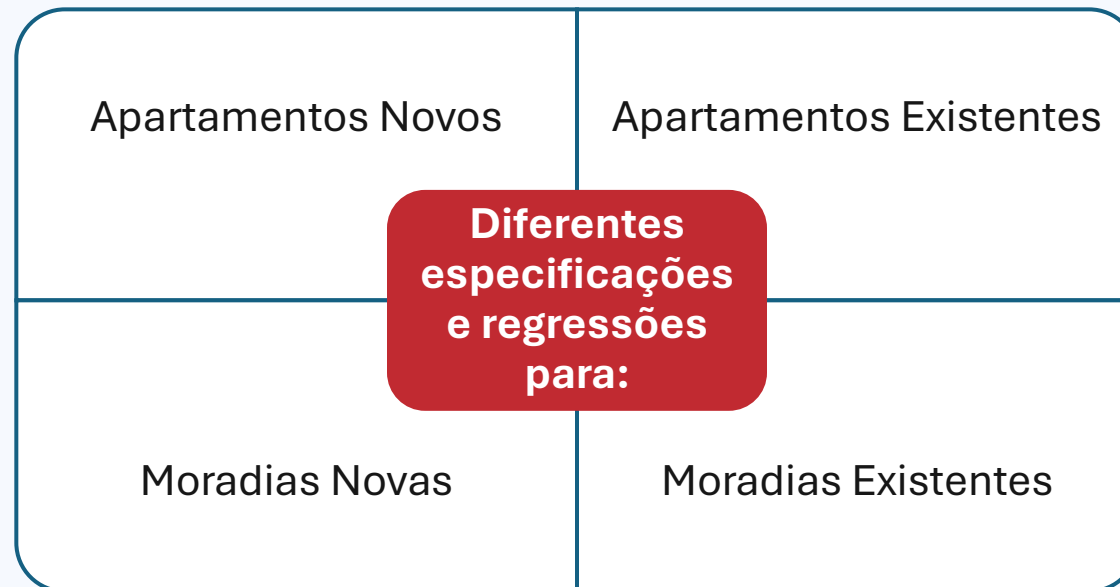 Apartamentos Novos
Apartamentos Existentes
Diferentes
especificações
e regressões
para:
Moradias Novas
Moradias Existentes